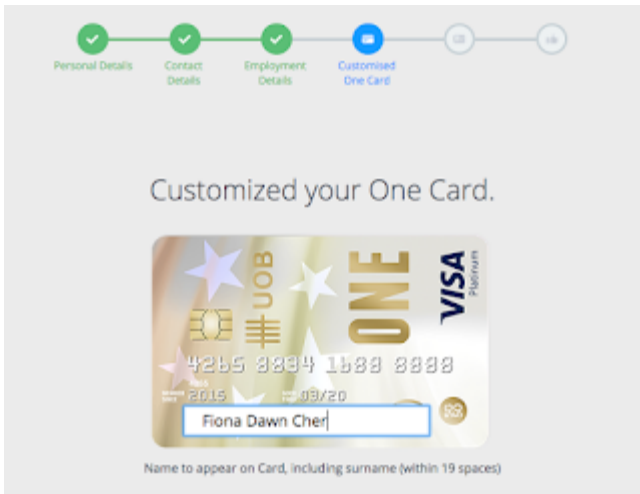 Personal Details
Contact Details
Employment Details
Customised One Card
Customized your One Card.
UOB
ONE
VISA
Platinum
4265 8834 1688 8888
2015
03/20
Fiona Dawn Cher
Name to appear on Card, including surname (within 19 spaces)